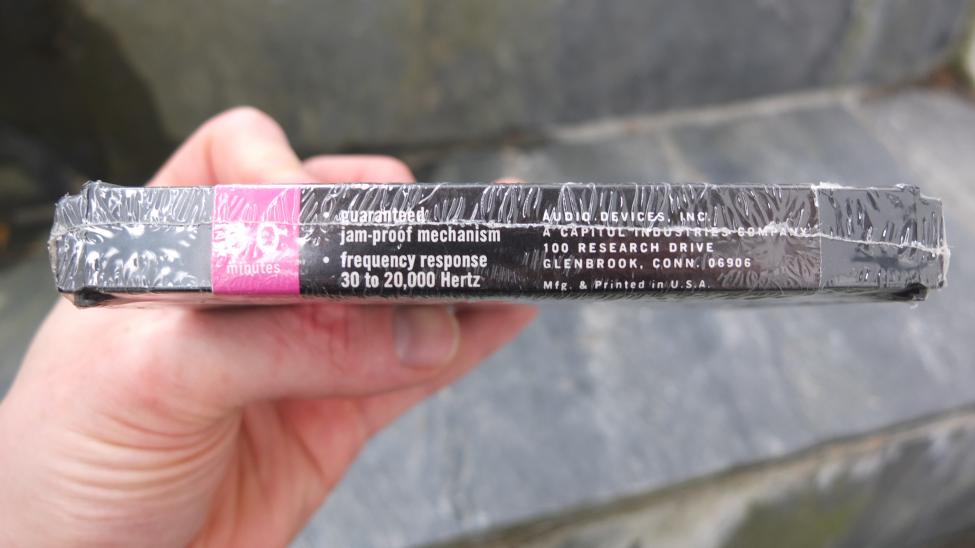 minutes
• guaranteed
jam-proof mechanism
• frequency response
30 to 20,000 Hertz
AUDIO DEVICES, INC.
A CAPITOL INDUSTRIES COMPANY
100 RESEARCH DRIVE
GLENBROOK, CONN. 06906
Mfg. & Printed in U.S.A.